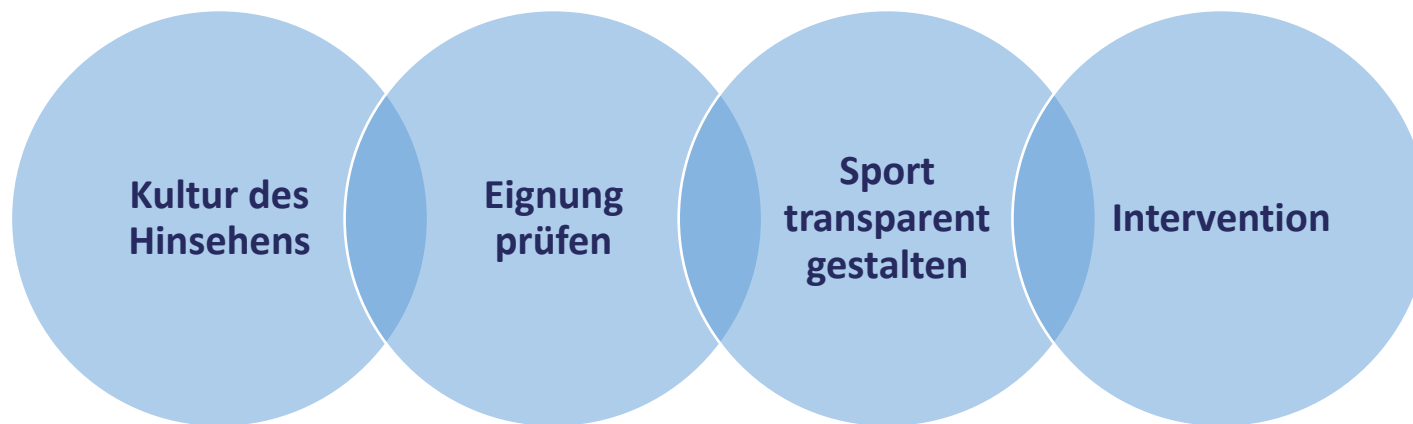 Kultur des
Hinsehens
Eignung
prüfen
Sport
transparent
gestalten
Intervention